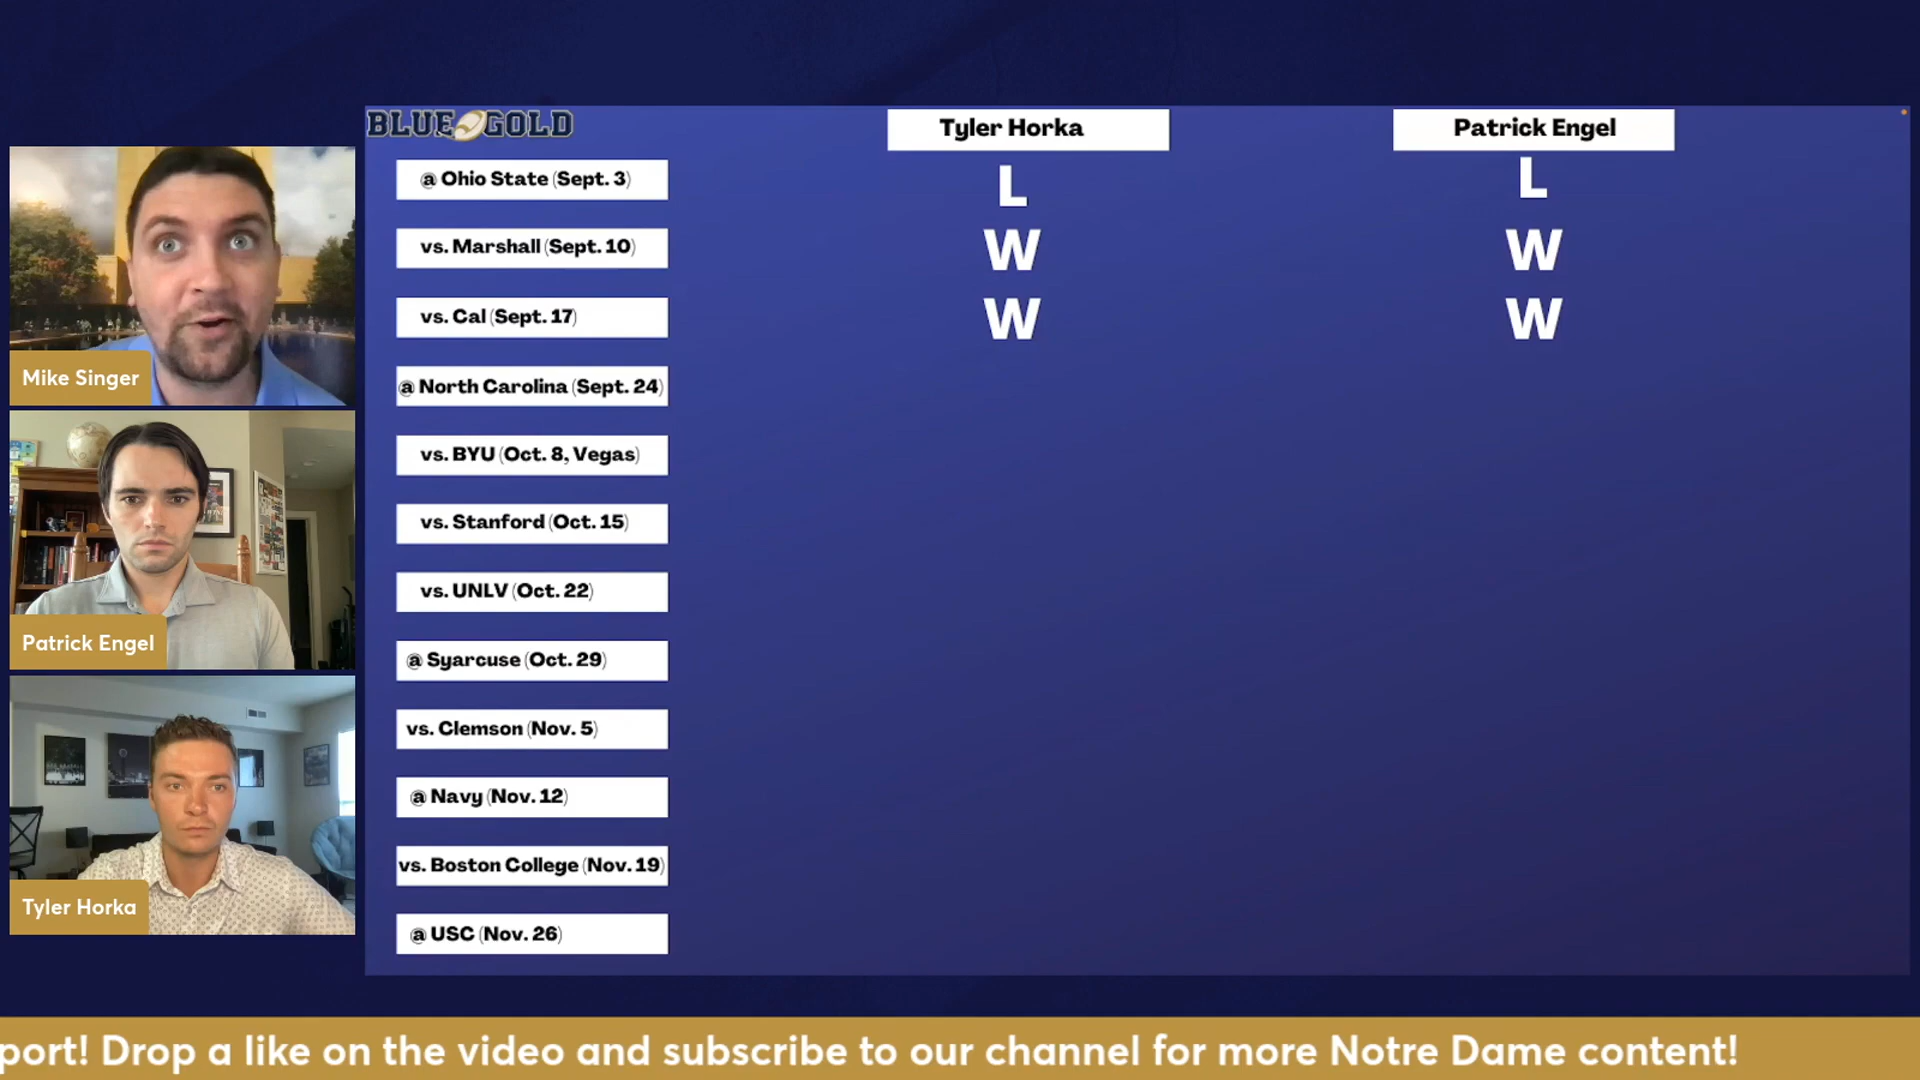 BLUE GOLD
Tyler Horka
Patrick Engel
@ Ohio State (Sept. 3)
L
L
vs. Marshall (Sept. 10)
W
W
vs. Cal (Sept. 17)
W
W
@ North Carolina (Sept. 24)
vs. BYU (Oct. 8, Vegas)
vs. Stanford (Oct. 15)
vs. UNLV (Oct. 22)
@ Syarcuse (Oct. 29)
vs. Clemson (Nov. 5)
@ Navy (Nov. 12)
vs. Boston College (Nov. 19)
@ USC (Nov. 26)
Mike Singer
Patrick Engel
Tyler Horka
port! Drop a like on the video and subscribe to our channel for more Notre Dame content!